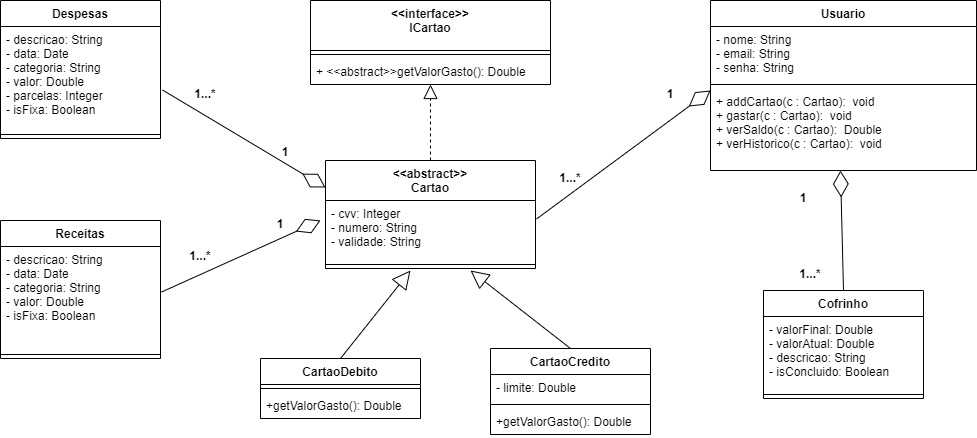 Despesas
- descricao: String
- data: Date
- categoria: String
- valor: Double
- parcelas: Integer
- isFixa: Boolean
<<interface>>
ICartao
+ <<abstract>>getValorGasto(): Double
Usuario
- nome: String
- email: String
- senha: String
+ addCartao(c : Cartao): void
+ gastar(c : Cartao): void
+ verSaldo(c : Cartao): Double
+ verHistorico(c : Cartao): void
1...*
1
1
1...*
<<abstract>>
Cartao
- cvv: Integer
- numero: String
- validade: String
Receitas
- descricao: String
- data: Date
- categoria: String
- valor: Double
- isFixa: Boolean
1
1...*
1
1...*
Cofrinho
- valorFinal: Double
- valorAtual: Double
- descricao: String
- isConcluido: Boolean
CartaoDebito
+getValorGasto(): Double
CartaoCredito
- limite: Double
+getValorGasto(): Double